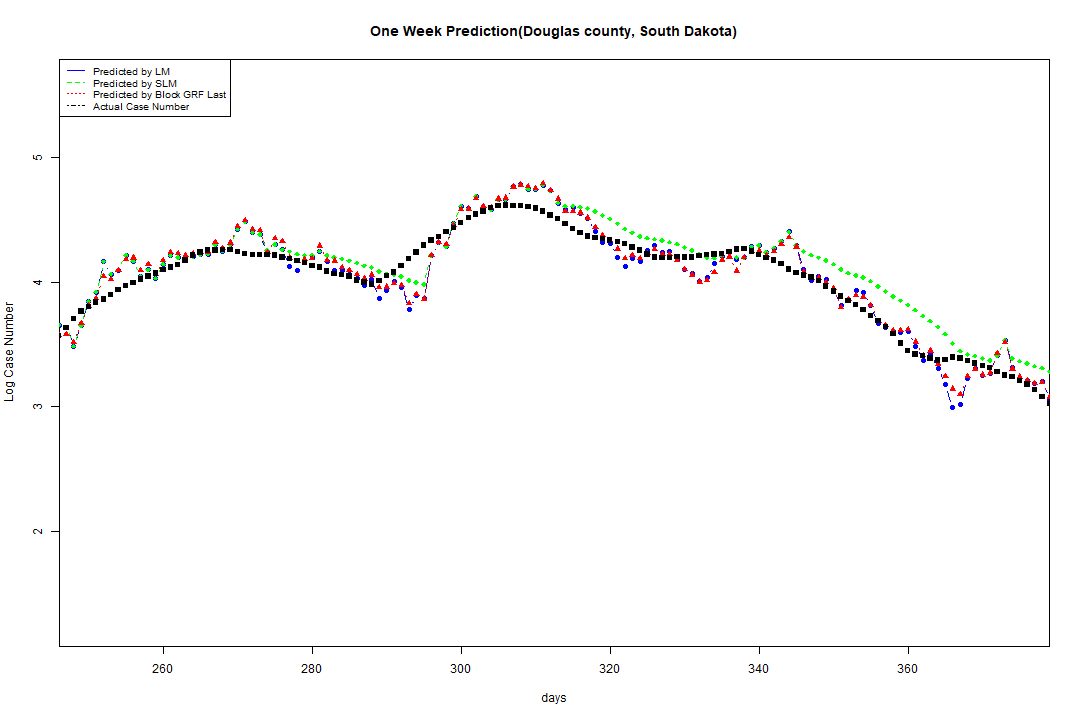 One Week Prediction(Douglas county, South Dakota)
Predicted by LM
Predicted by SLM
Predicted by Block GRF Last
Actual Case Number
5
4
3
2
Log Case Number
260 280 300 320 340 360
days